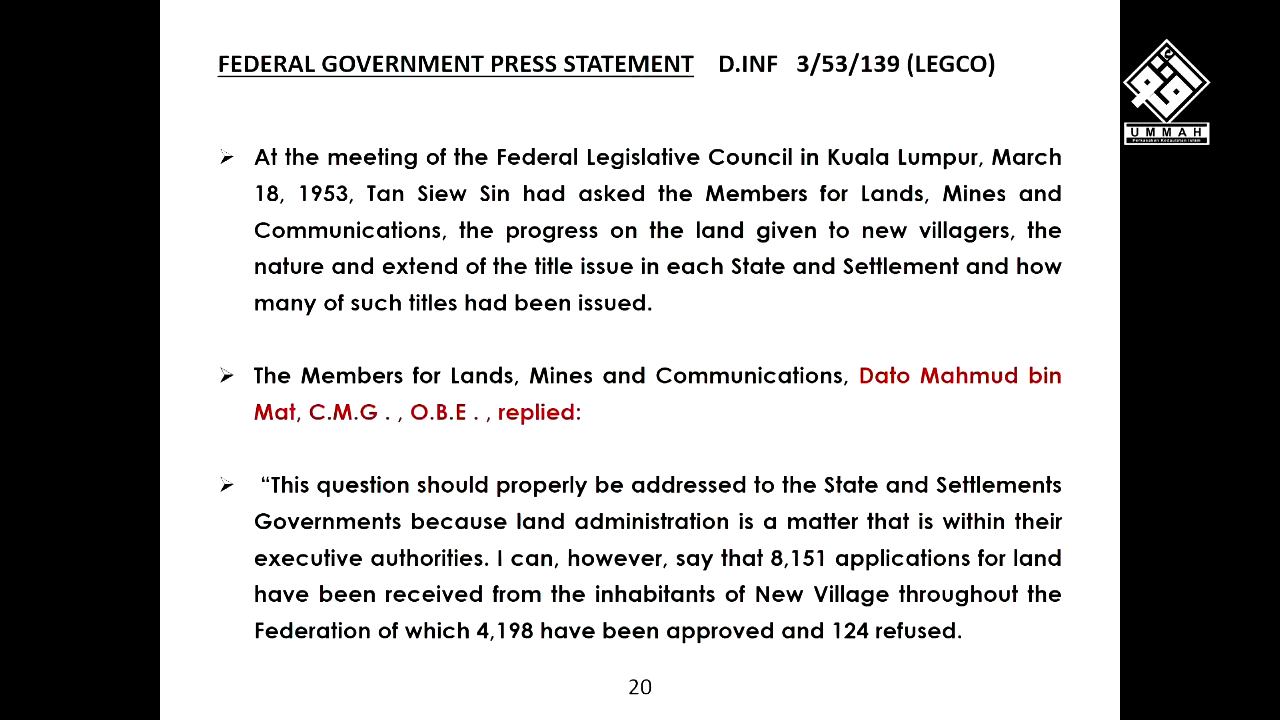 FEDERAL GOVERNMENT PRESS STATEMENT D.INF 3/53/139 (LEGCO)
UMMAH
Perkasakan Kedaulatan Islam
➢ At the meeting of the Federal Legislative Council in Kuala Lumpur, March
18, 1953, Tan Siew Sin had asked the Members for Lands, Mines and
Communications, the progress on the land given to new villagers, the
nature and extend of the title issue in each State and Settlement and how
many of such titles had been issued.
➢ The Members for Lands, Mines and Communications, Dato Mahmud bin
Mat, C.M.G . , O.B.E . , replied:
➢ “This question should properly be addressed to the State and Settlements
Governments because land administration is a matter that is within their
executive authorities. I can, however, say that 8,151 applications for land
have been received from the inhabitants of New Village throughout the
Federation of which 4,198 have been approved and 124 refused.
20